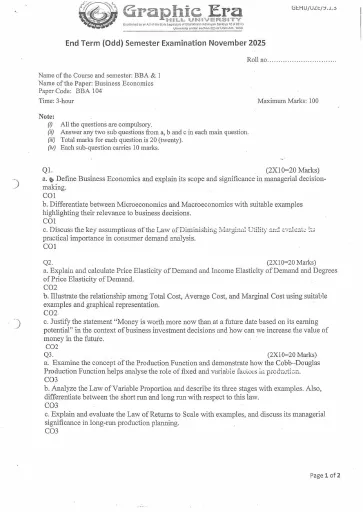 GEHU/02E/9.1.3
Graphic Era
HILL UNIVERSITY
End Term (Odd) Semester Examination November 2025
Roll no
Name of the Course and semester: BBA & 1
Name of the Paper: Business Economics
Paper Code: BBA 104
Time: 3-hour Maximum Marks: 100
Note:
(i) All the questions are compulsory.
(ii) Answer any two sub questions from a, b and c in each main question.
(iii) Total marks for each question is 20 (twenty).
(iv) Each sub-question carries 10 marks.
Q1. (2X10=20 Marks)
a. Define Business Economics and explain its scope and significance in managerial decision-
making.
CO1
b. Differentiate between Microeconomics and Macroeconomics with suitable examples
highlighting their relevance to business decisions.
CO1
c. Discuss the key assumptions of the Law of Diminishing Marginal Utility and evaluate its
practical importance in consumer demand analysis.
CO1
Q2. (2X10=20 Marks)
a. Explain and calculate Price Elasticity of Demand and Income Elasticity of Demand and Degrees
of Price Elasticity of Demand.
CO2
b. Illustrate the relationship among Total Cost, Average Cost, and Marginal Cost using suitable
examples and graphical representation.
CO2
c. Justify the statement “Money is worth more now than at a future date based on its earning
potential” in the context of business investment decisions and how can we increase the value of
money in the future.
CO2
Q3. (2X10=20 Marks)
a. Examine the concept of the Production Function and demonstrate how the Cobb–Douglas
Production Function helps analyse the role of fixed and variable factors in production.
CO3
b. Analyze the Law of Variable Proportion and describe its three stages with examples. Also,
differentiate between the short run and long run with respect to this law.
CO3
c. Explain and evaluate the Law of Returns to Scale with examples, and discuss its managerial
significance in long-run production planning.
CO3
Page 1 of 2